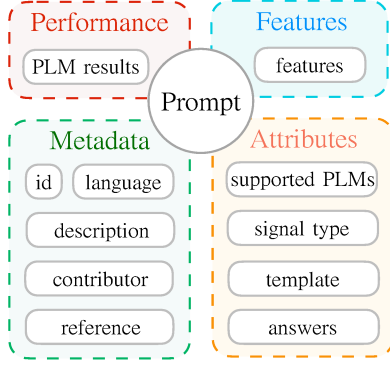 Performance
PLM results
Features
features
Prompt
Metadata
id
language
description
contributor
reference
Attributes
supported PLMs
signal type
template
answers